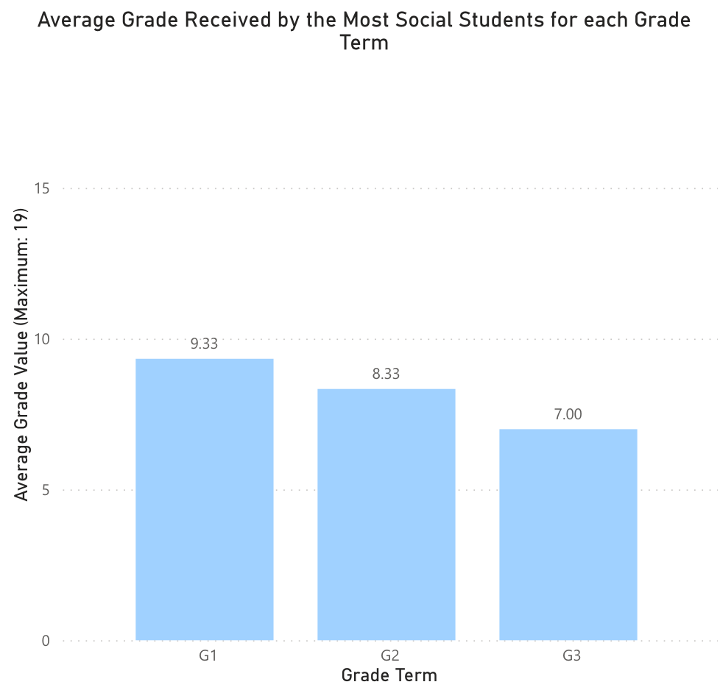 Average Grade Received by the Most Social Students for each Grade
Term
Average Grade Value (Maximum: 19)
15
10
5
0
9.33
8.33
7.00
G1
G2
G3
Grade Term